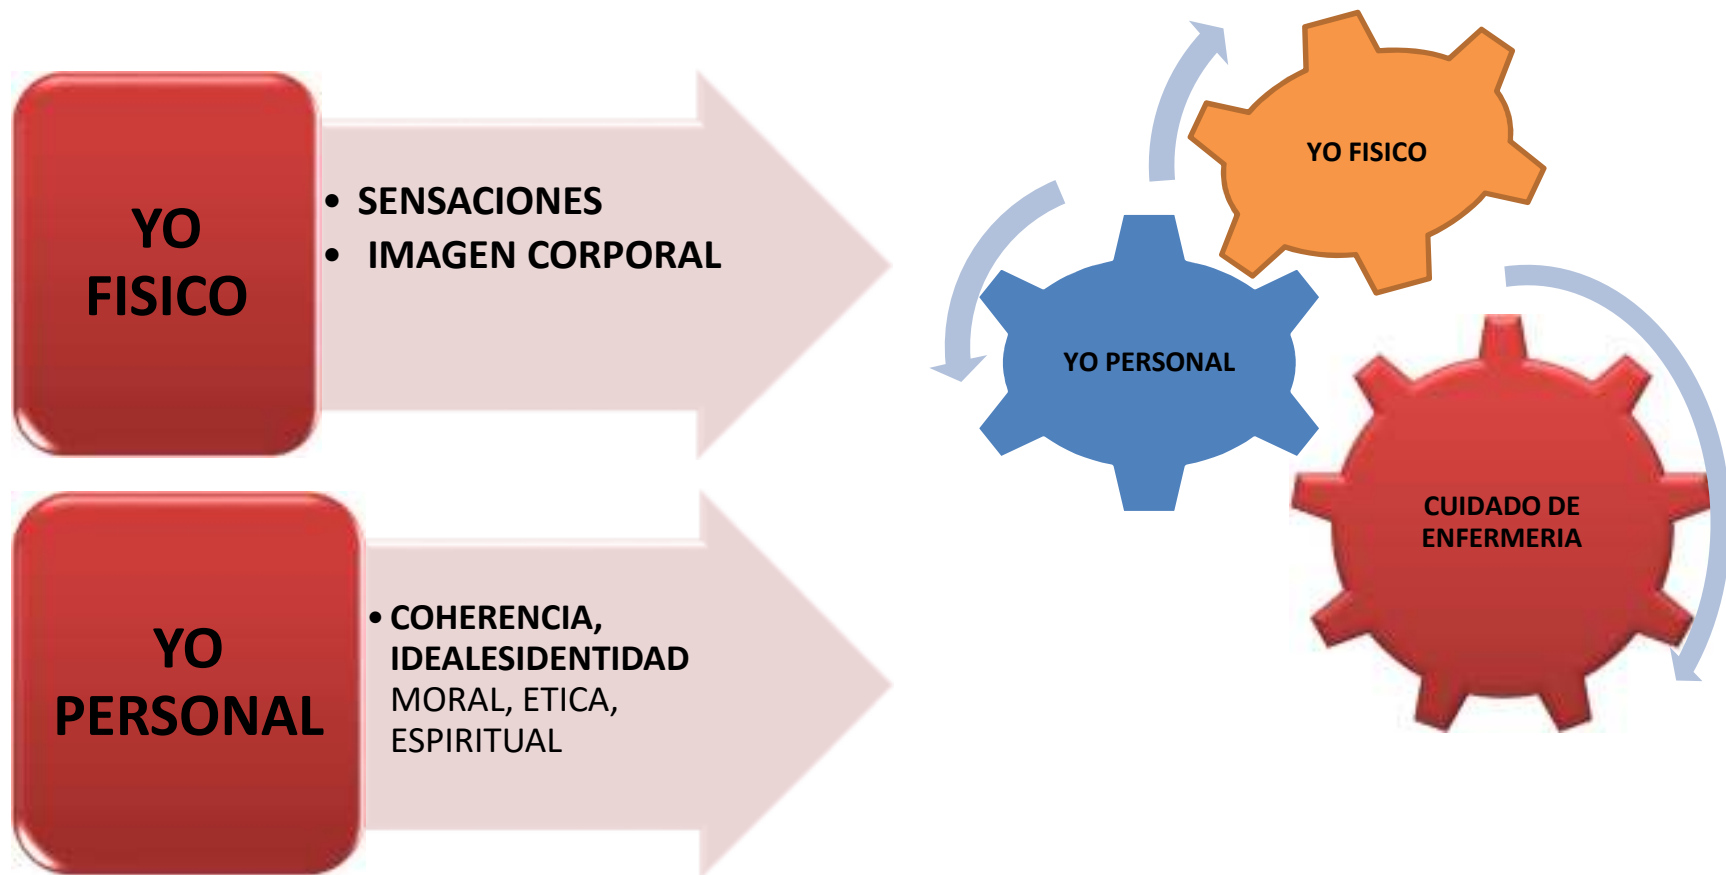 YO
FISICO
• SENSACIONES
• IMAGEN CORPORAL
YO
PERSONAL
• COHERENCIA,
IDEALESIDENTIDAD
MORAL, ETICA,
ESPIRITUAL
YO FISICO
YO PERSONAL
CUIDADO DE
ENFERMERIA